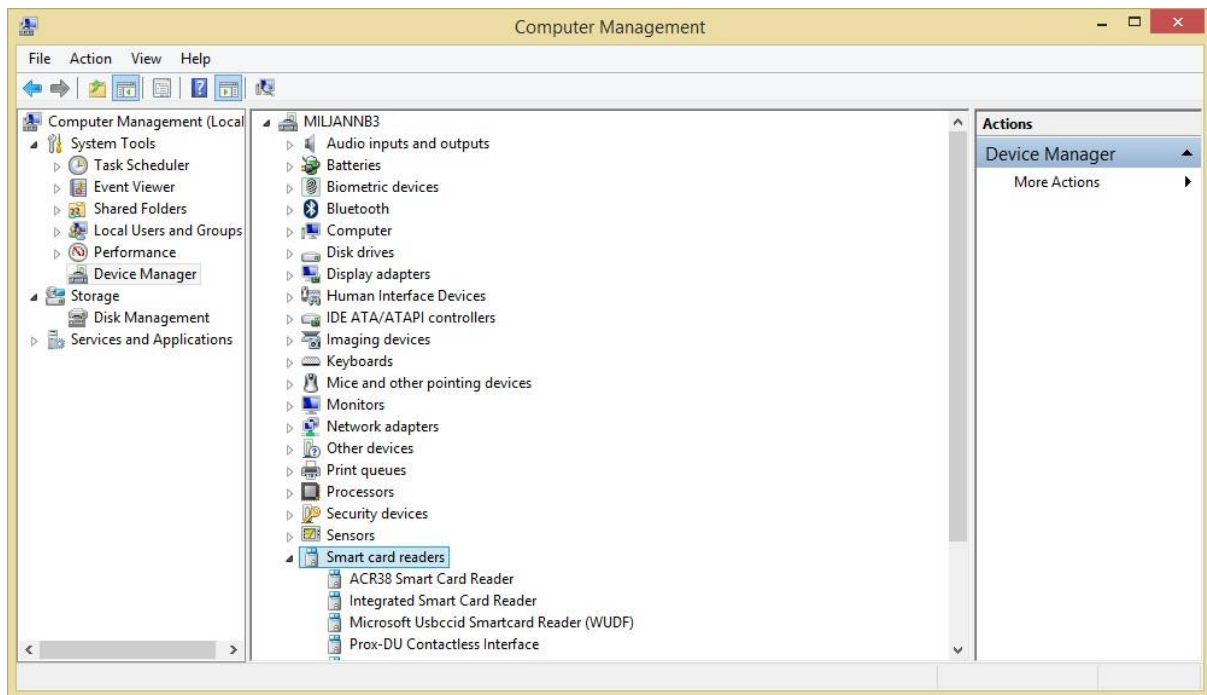 Computer Management
File Action View Help
Computer Management (Local
System Tools
Task Scheduler
Event Viewer
Shared Folders
Local Users and Groups
Performance
Device Manager
Storage
Disk Management
Services and Applications
MILJANNB3
Audio inputs and outputs
Batteries
Biometric devices
Bluetooth
Computer
Disk drives
Display adapters
Human Interface Devices
IDE ATA/ATAPI controllers
Imaging devices
Keyboards
Mice and other pointing devices
Monitors
Network adapters
Other devices
Print queues
Processors
Security devices
Sensors
Smart card readers
ACR38 Smart Card Reader
Integrated Smart Card Reader
Microsoft Usbccid Smartcard Reader (WUDF)
Prox-DU Contactless Interface
Actions
Device Manager
More Actions